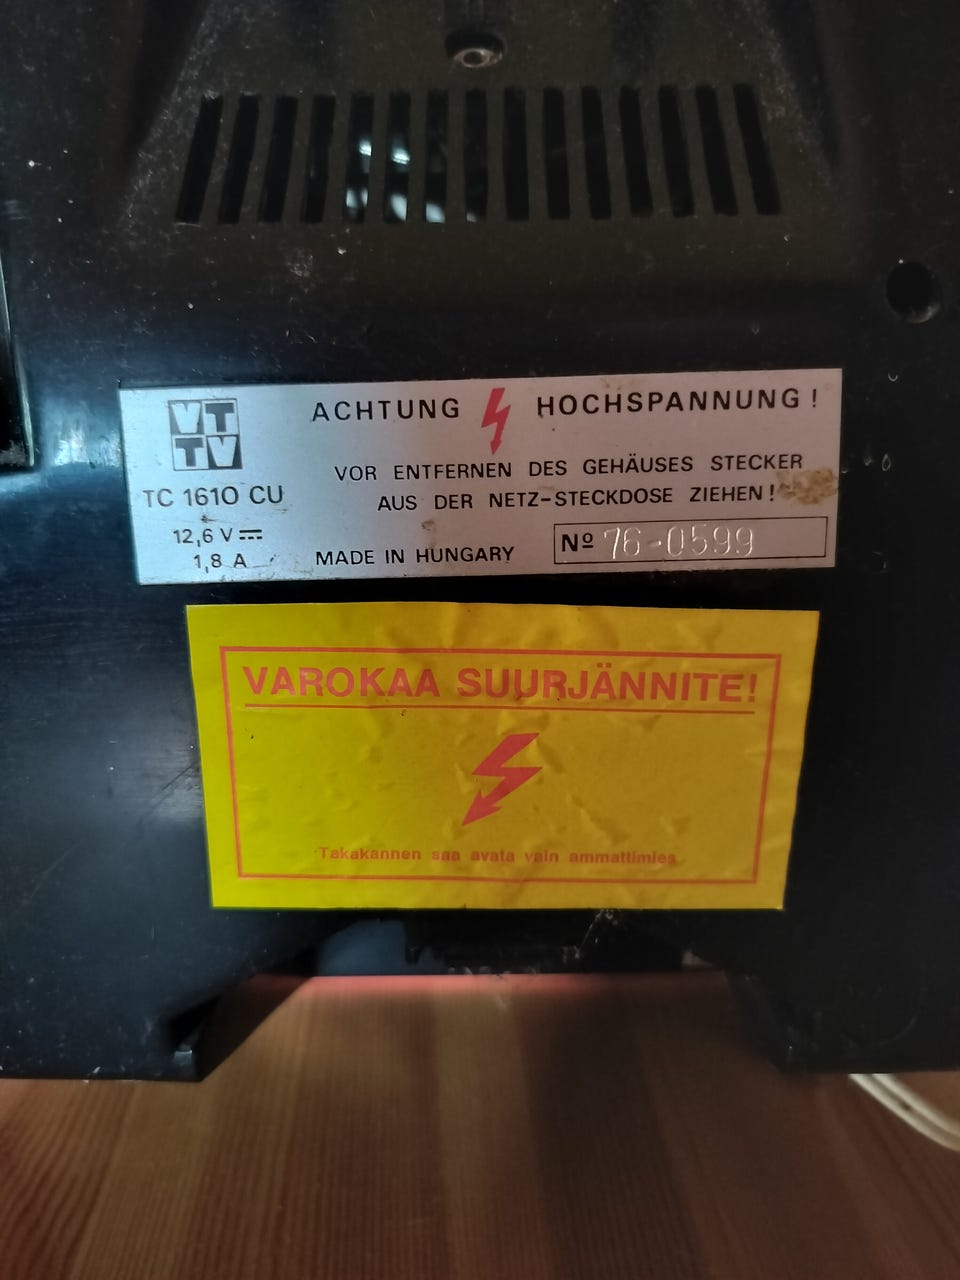 VT
TV
ACHTUNG HOCHSPANNUNG!
VOR ENTFERNEN DES GEHÄUSES STECKER
AUS DER NETZ-STECKDOSE ZIEHEN!
TC 1610 CU
12,6 V
1,8 A
MADE IN HUNGARY
Nº 76-0599
VAROKAA SUURJÄNNITE!
Takakannen saa avata vain ammattimies